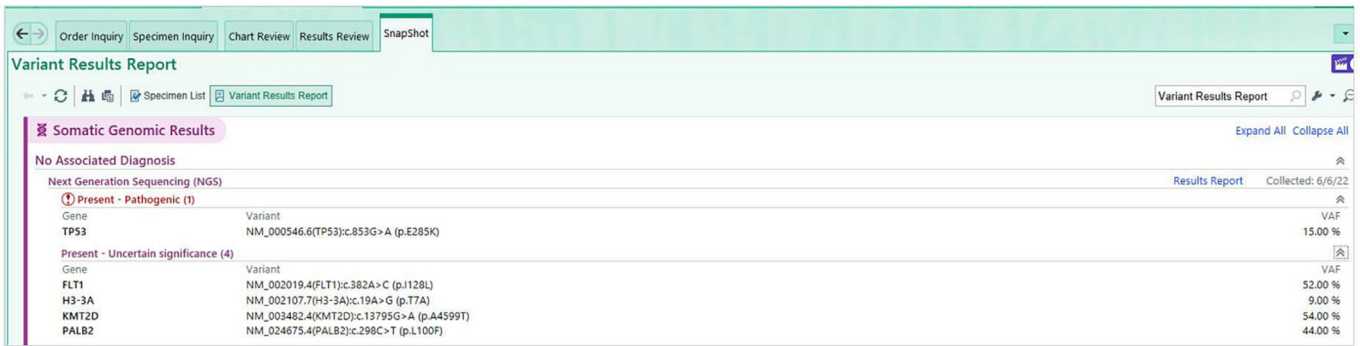 Order Inquiry Specimen Inquiry Chart Review Results Review SnapShot
Variant Results Report
Specimen List Variant Results Report Variant Results Report
Somatic Genomic Results Expand All Collapse All
No Associated Diagnosis
Next Generation Sequencing (NGS) Results Report Collected: 6/6/22
Present - Pathogenic (1)
Gene Variant VAF
TP53 NM_000546.6(TP53):c.853G>A (p.E285K) 15.00 %
Present - Uncertain significance (4)
Gene Variant VAF
FLT1 NM_002019.4(FLT1):c.382A>C (p.I128L) 52.00 %
H3-3A NM_002107.7(H3-3A):c.19A>G (p.T7A) 9.00 %
KMT2D NM_003482.4(KMT2D):c.13795G>A (p.A4599T) 54.00 %
PALB2 NM_024675.4(PALB2):c.298C>T (p.L100F) 44.00 %